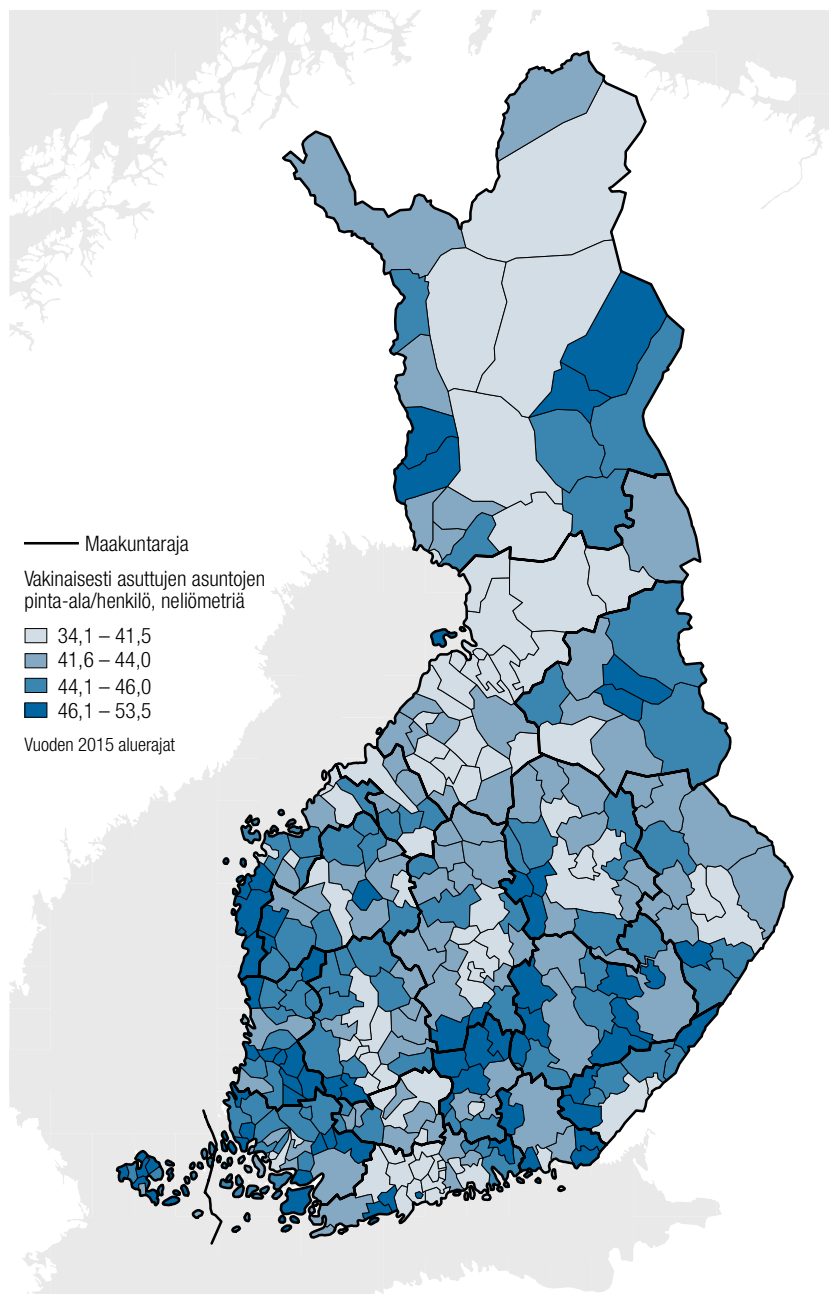 Maakuntaraja
Vakinaisesti asuttujen asuntojen
pinta-ala/henkilö, neliömetriä
34,1 – 41,5
41,6 – 44,0
44,1 – 46,0
46,1 – 53,5
Vuoden 2015 aluerajat